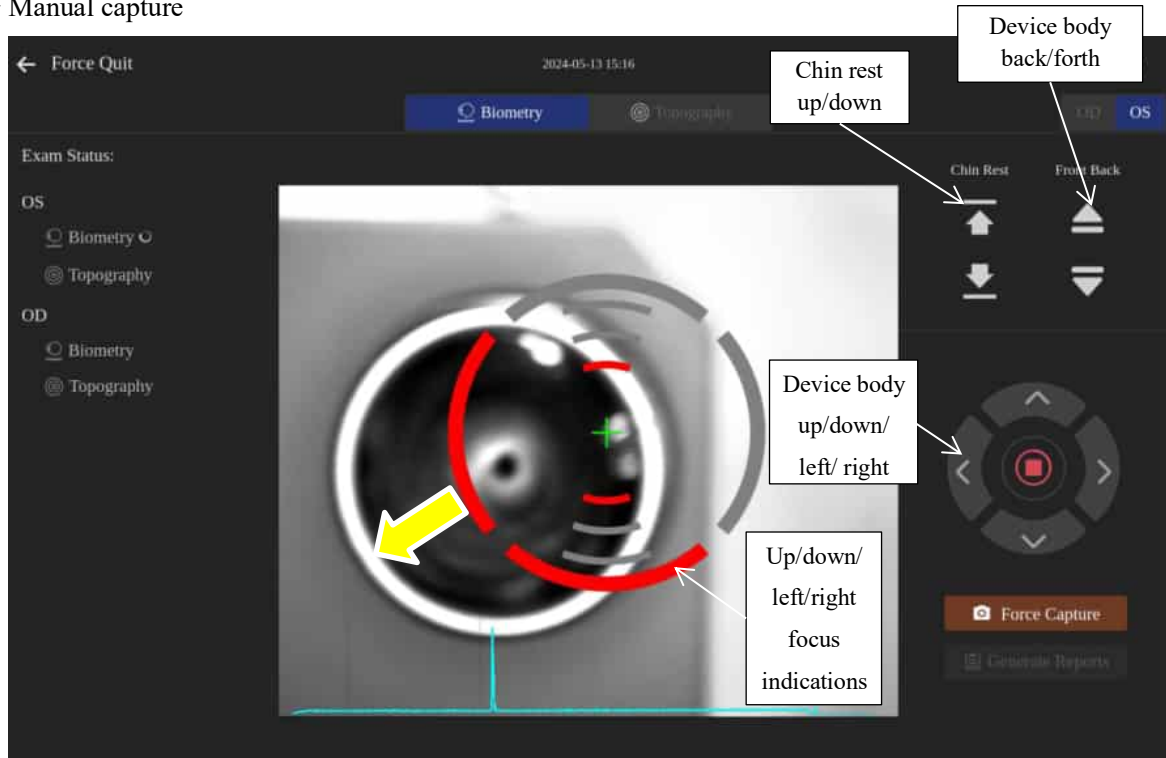 Manual capture
Device body
back/forth
Force Quit
2024-05-13 15:16
Chin rest
up/down
Biometry
Topography
OD
OS
Exam Status:
Chin Rest
Front Back
OS
Biometry
Topography
OD
Biometry
Topography
Device body
up/down/
left/ right
Up/down/
left/right
focus
indications
Force Capture
Generate Reports